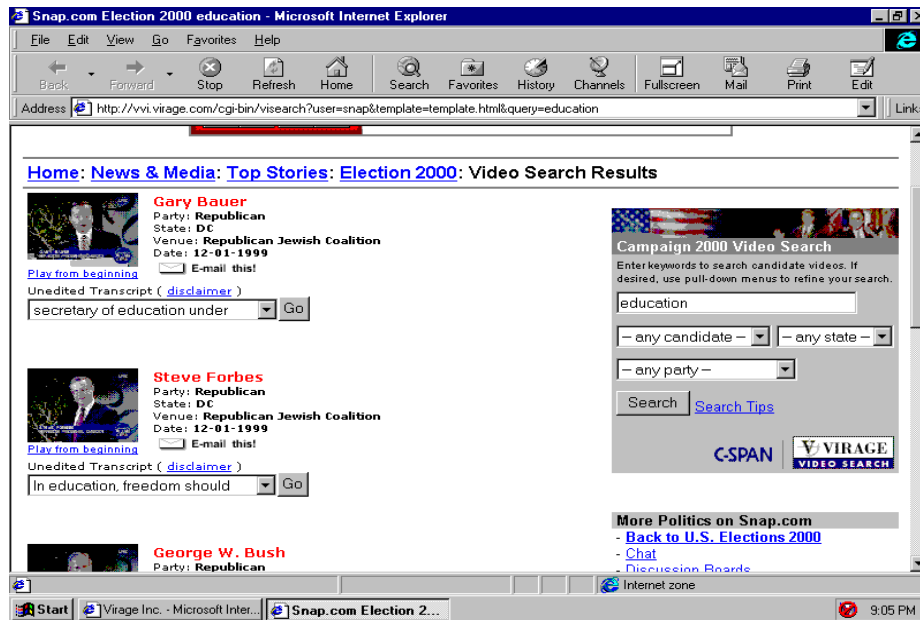 Snap.com Election 2000 education - Microsoft Internet Explorer
File Edit View Go Favorites Help
Back Forward Stop Refresh Home Search Favorites History Channels Fullscreen Mail Print Edit
Address http://vvi.virage.com/cgi-bin/visearch?user=snap&template=template.html&query=education Link
Home: News & Media: Top Stories: Election 2000: Video Search Results
Gary Bauer
Party: Republican
State: DC
Venue: Republican Jewish Coalition
Date: 12-01-1999
E-mail this!
Play from beginning
Unedited Transcript ( disclaimer )
secretary of education under Go
Steve Forbes
Party: Republican
State: DC
Venue: Republican Jewish Coalition
Date: 12-01-1999
E-mail this!
Play from beginning
Unedited Transcript ( disclaimer )
In education, freedom should Go
George W. Bush
Party: Republican
Campaign 2000 Video Search
Enter keywords to search candidate videos. If
desired, use pull-down menus to refine your search.
education
– any candidate – – any state –
– any party –
Search Search Tips
C-SPAN VIRAGE
VIDEO SEARCH
More Politics on Snap.com
- Back to U.S. Elections 2000
- Chat
- Discussion Boards
Internet zone
Start Virage Inc. - Microsoft Inter... Snap.com Election 2... 9:05 PM